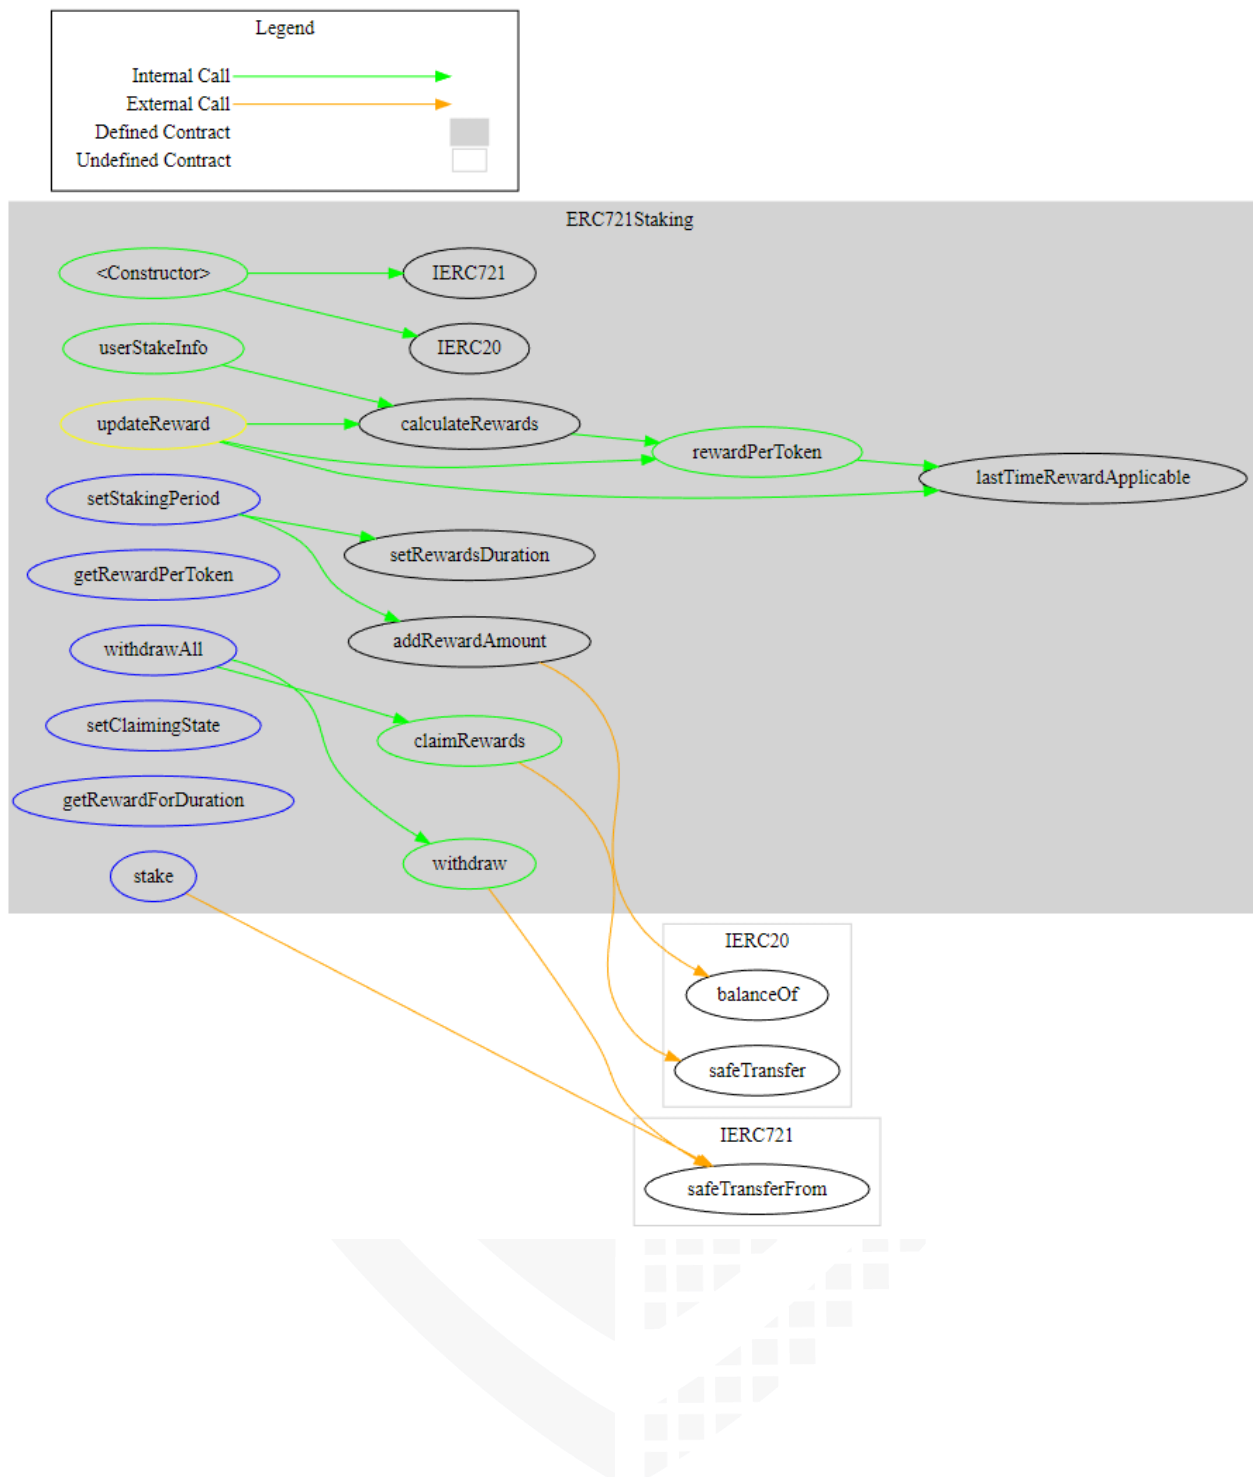 Legend
Internal Call
External Call
Defined Contract
Undefined Contract
ERC721Staking
<Constructor>
IERC721
userStakeInfo
IERC20
updateReward
calculateRewards
rewardPerToken
lastTimeRewardApplicable
setStakingPeriod
setRewardsDuration
getRewardPerToken
addRewardAmount
withdrawAll
setClaimingState
claimRewards
getRewardForDuration
withdraw
stake
IERC20
balanceOf
safeTransfer
IERC721
safeTransferFrom